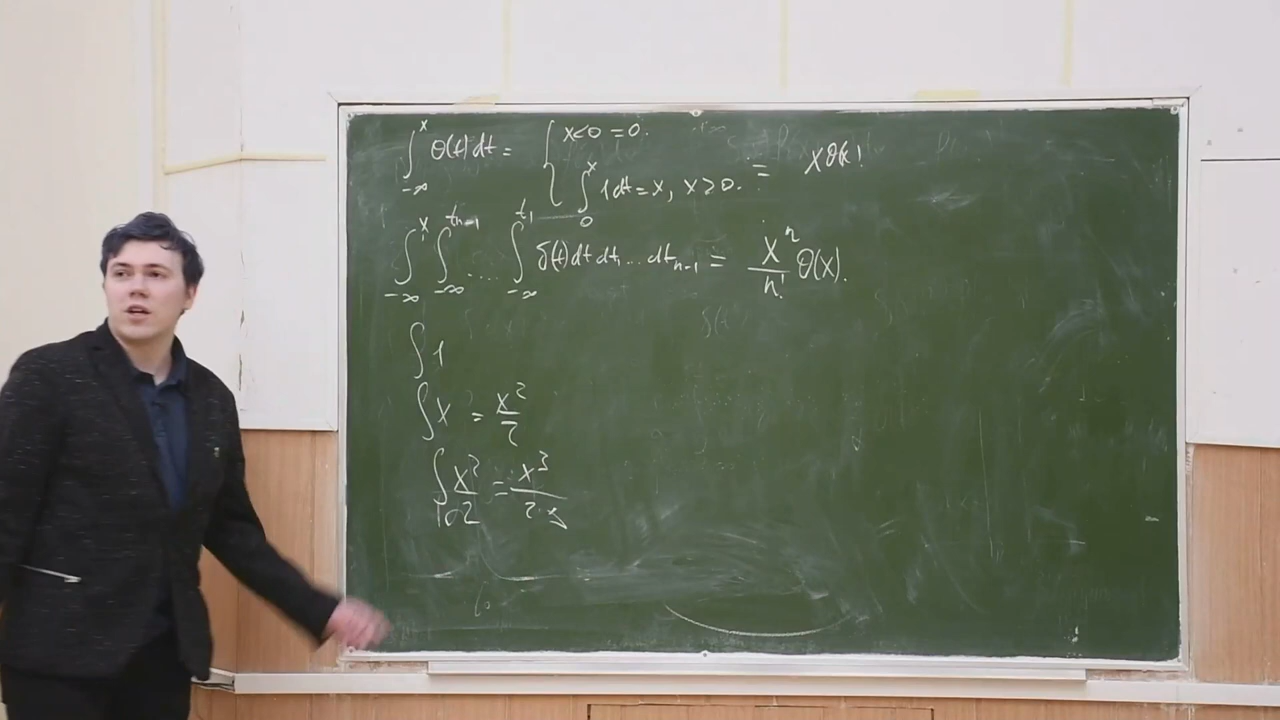 ∫_{-∞}^{x} θ(t)dt = { x<0 = 0. ; ∫_{0}^{x} 1dt = x, x≥0. = xθ(x)
∫_{-∞}^{x} ∫_{-∞}^{t_{n-1}} .... ∫_{-∞}^{t_1} δ(t)dt dt_1 ... dt_{n-1} = x^n/n! θ(x).
∫1
∫x = x²/2
∫x²/1·2 = x³/2·3